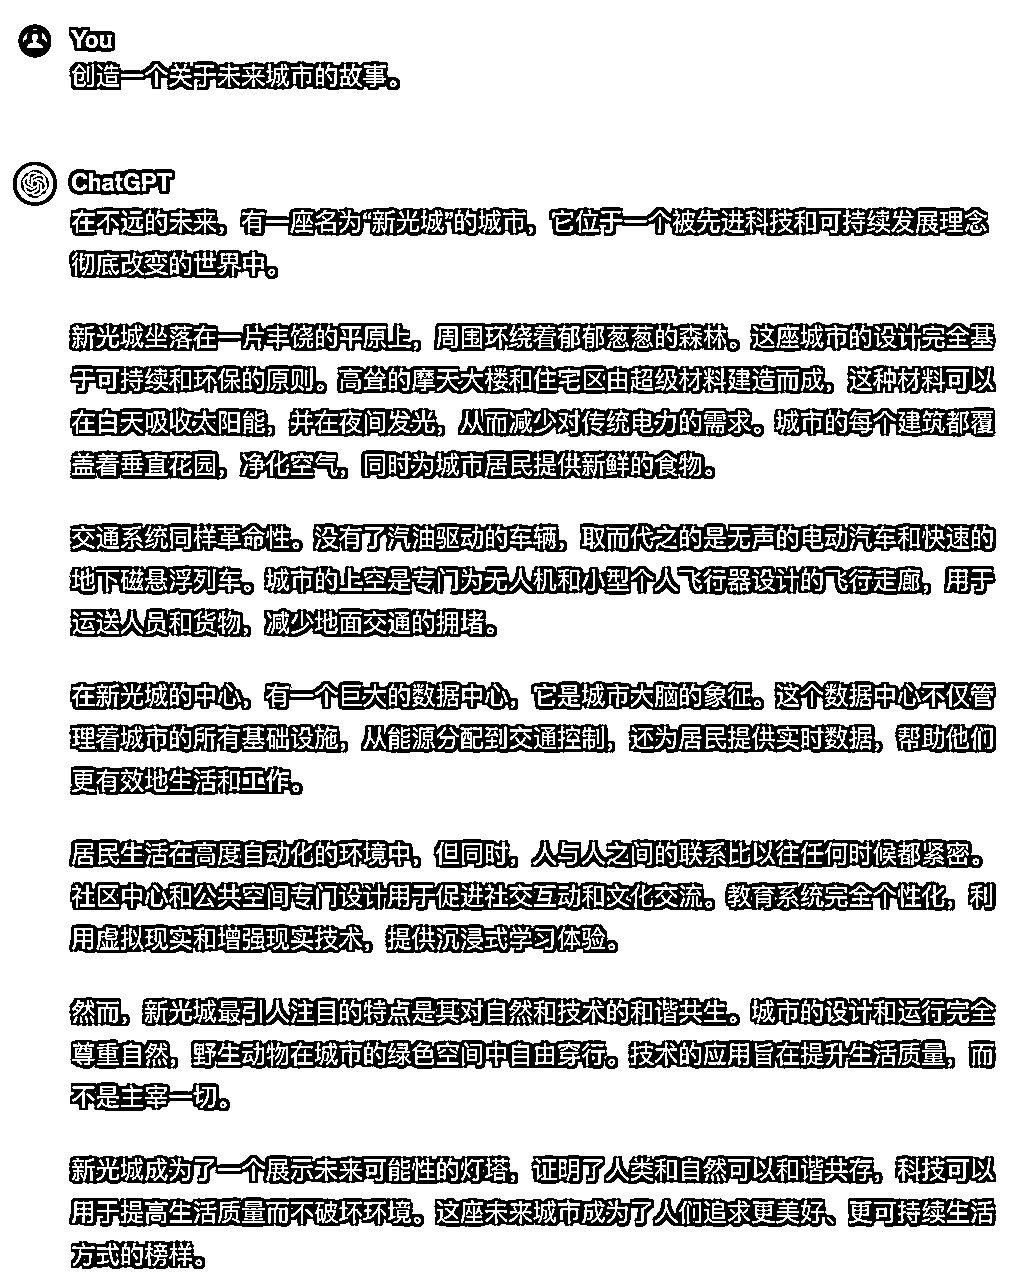 You
创造一个关于未来城市的故事。
ChatGPT
在不远的未来，有一座名为“新光城”的城市，它位于一个被先进科技和可持续发展理念
彻底改变的世界中。
新光城坐落在一片丰饶的平原上，周围环绕着郁郁葱葱的森林。这座城市的设计完全基
于可持续和环保的原则。高耸的摩天大楼和住宅区由超级材料建造而成，这种材料可以
在白天吸收太阳能，并在夜间发光，从而减少对传统电力的需求。城市的每个建筑都覆
盖着垂直花园，净化空气，同时为城市居民提供新鲜的食物。
交通系统同样革命性。没有了汽油驱动的车辆，取而代之的是无声的电动汽车和快速的
地下磁悬浮列车。城市的上空是专门为无人机和小型个人飞行器设计的飞行走廊，用于
运送人员和货物，减少地面交通的拥堵。
在新光城的中心，有一个巨大的数据中心，它是城市大脑的象征。这个数据中心不仅管
理着城市的所有基础设施，从能源分配到交通控制，还为居民提供实时数据，帮助他们
更有效地生活和工作。
居民生活在高度自动化的环境中，但同时，人与人之间的联系比以往任何时候都紧密。
社区中心和公共空间专门设计用于促进社交互动和文化交流。教育系统完全个性化，利
用虚拟现实和增强现实技术，提供沉浸式学习体验。
然而，新光城最引人注目的特点是其对自然和技术的和谐共生。城市的设计和运行完全
尊重自然，野生动物在城市的绿色空间中自由穿行。技术的应用旨在提升生活质量，而
不是主宰一切。
新光城成为了一个展示未来可能性的灯塔，证明了人类和自然可以和谐共存，科技可以
用于提高生活质量而不破坏环境。这座未来城市成为了人们追求更美好、更可持续生活
方式的榜样。